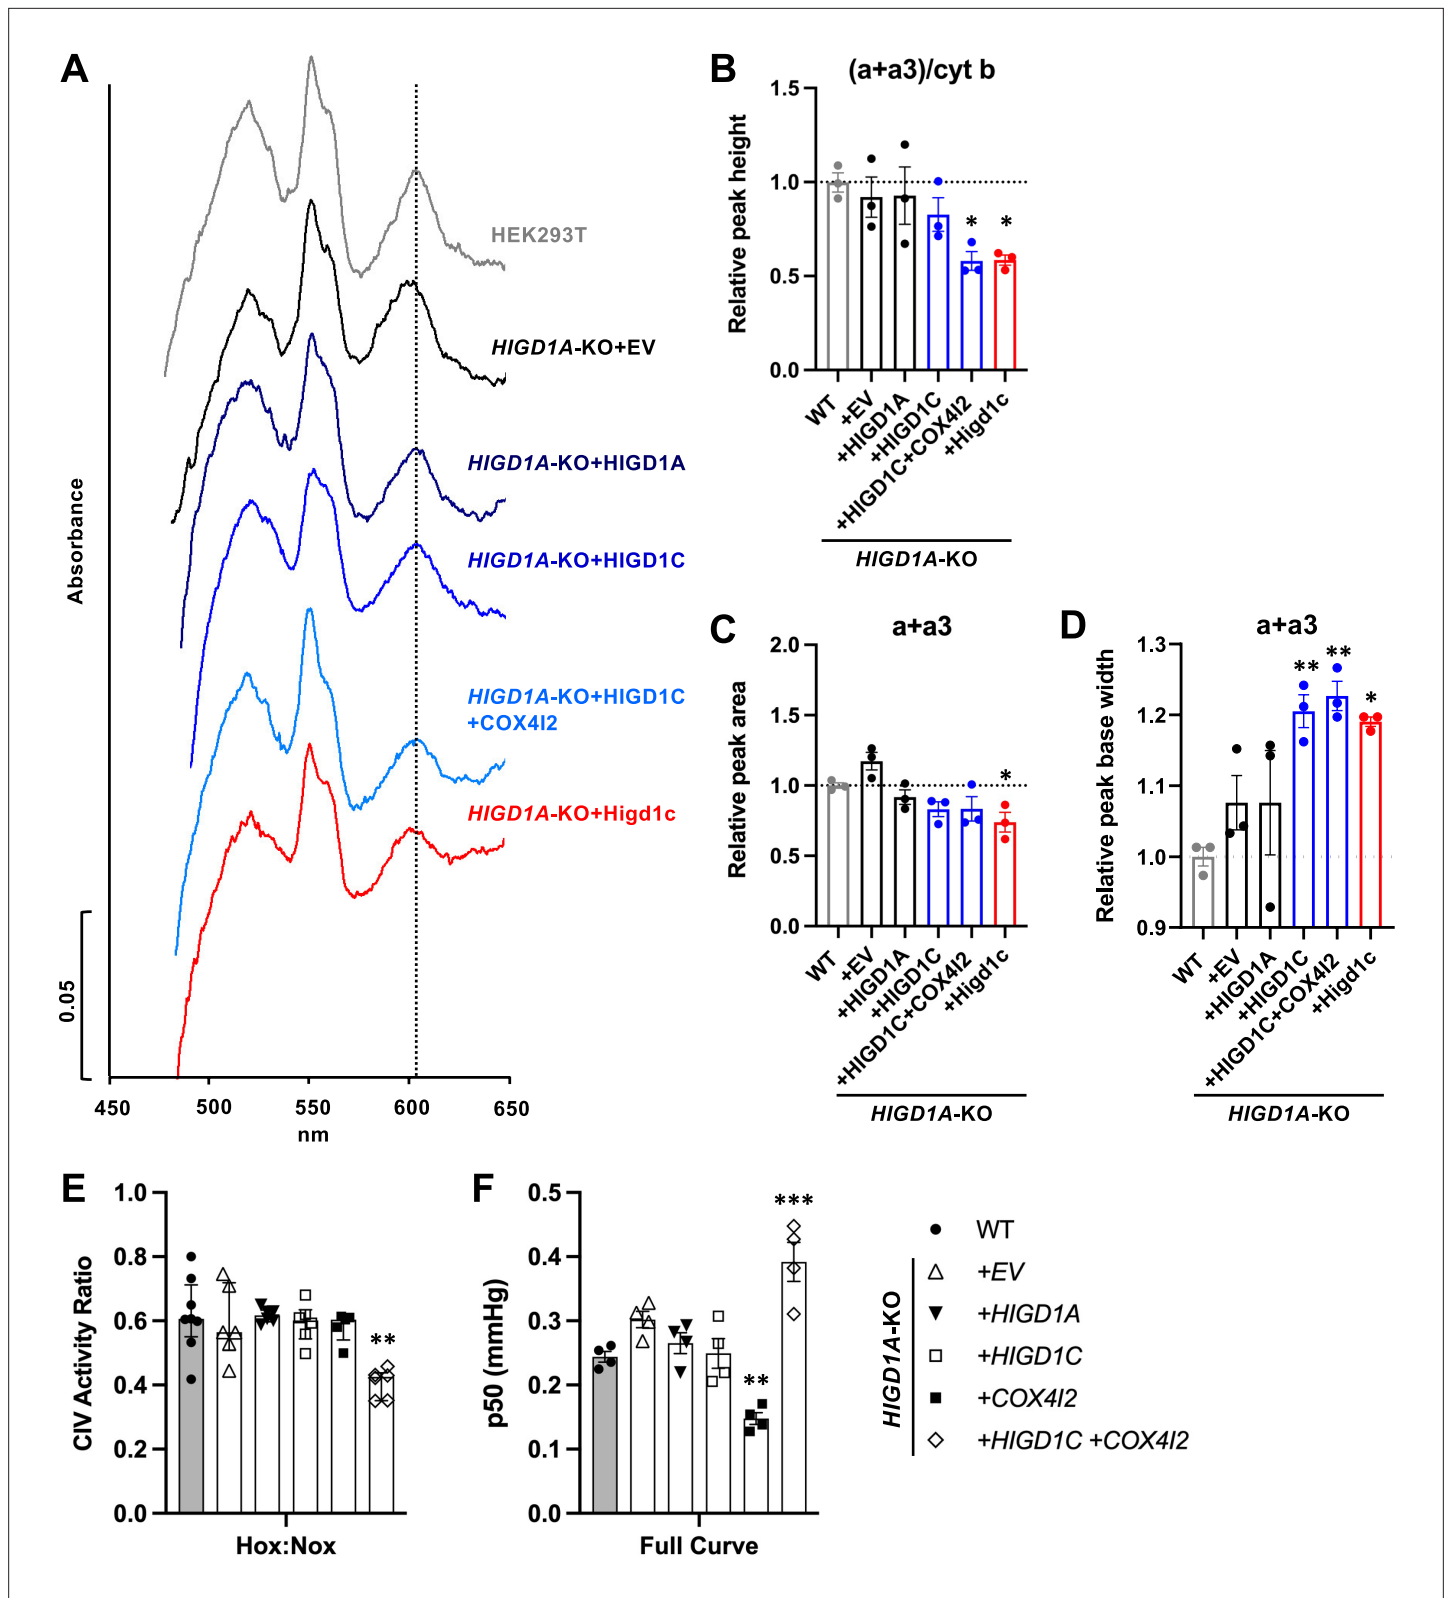 A
HEK293T
HIGD1A-KO+EV
HIGD1A-KO+HIGD1A
HIGD1A-KO+HIGD1C
HIGD1A-KO+HIGD1C
+COX4I2
HIGD1A-KO+Higd1c
Absorbance
0.05
450 500 550 600 650
nm
B
(a+a3)/cyt b
Relative peak height
1.5
1.0
0.5
0.0
* *
WT
+EV
+HIGD1A
+HIGD1C
+HIGD1C+COX4I2
+Higd1c
HIGD1A-KO
C
a+a3
Relative peak area
2.0
1.5
1.0
0.5
0.0
*
WT
+EV
+HIGD1A
+HIGD1C
+HIGD1C+COX4I2
+Higd1c
HIGD1A-KO
D
a+a3
Relative peak base width
1.3
1.2
1.1
1.0
0.9
** ** *
WT
+EV
+HIGD1A
+HIGD1C
+HIGD1C+COX4I2
+Higd1c
HIGD1A-KO
E
CIV Activity Ratio
1.0
0.8
0.6
0.4
0.2
0.0
**
Hox:Nox
F
p50 (mmHg)
0.5
0.4
0.3
0.2
0.1
0.0
** ***
Full Curve
WT
+EV
+HIGD1A
+HIGD1C
+COX4I2
+HIGD1C +COX4I2
HIGD1A-KO